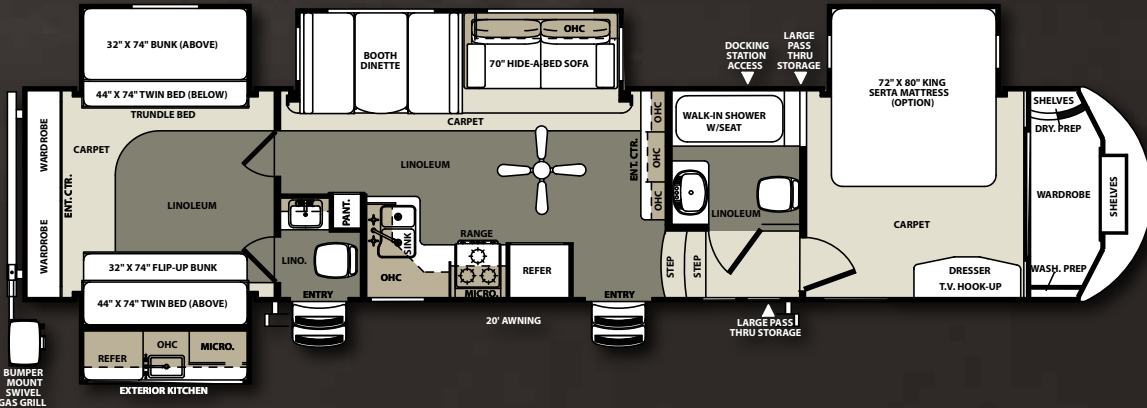 32" X 74" BUNK (ABOVE)
44" X 74" TWIN BED (BELOW)
TRUNDLE BED
CARPET
WARDROBE
WARDROBE
ENT. CTR.
LINOLEUM
32" X 74" FLIP-UP BUNK
44" X 74" TWIN BED (ABOVE)
REFER
OHC
MICRO.
EXTERIOR KITCHEN
BUMPER
MOUNT
SWIVEL
GAS GRILL
BOOTH
DINETTE
OHC
70" HIDE-A-BED SOFA
CARPET
LINOLEUM
ENT. CTR.
OHC
OHC
OHC
PANT.
LINO.
ENTRY
SINK
OHC
RANGE
MICRO.
REFER
ENTRY
20' AWNING
STEP
STEP
DOCKING
STATION
ACCESS
LARGE
PASS
THRU
STORAGE
WALK-IN SHOWER
W/SEAT
LINOLEUM
LARGE PASS
THRU STORAGE
72" X 80" KING
SERTA MATTRESS
(OPTION)
CARPET
DRESSER
T.V. HOOK-UP
SHELVES
DRY. PREP
WARDROBE
SHELVES
WASH. PREP